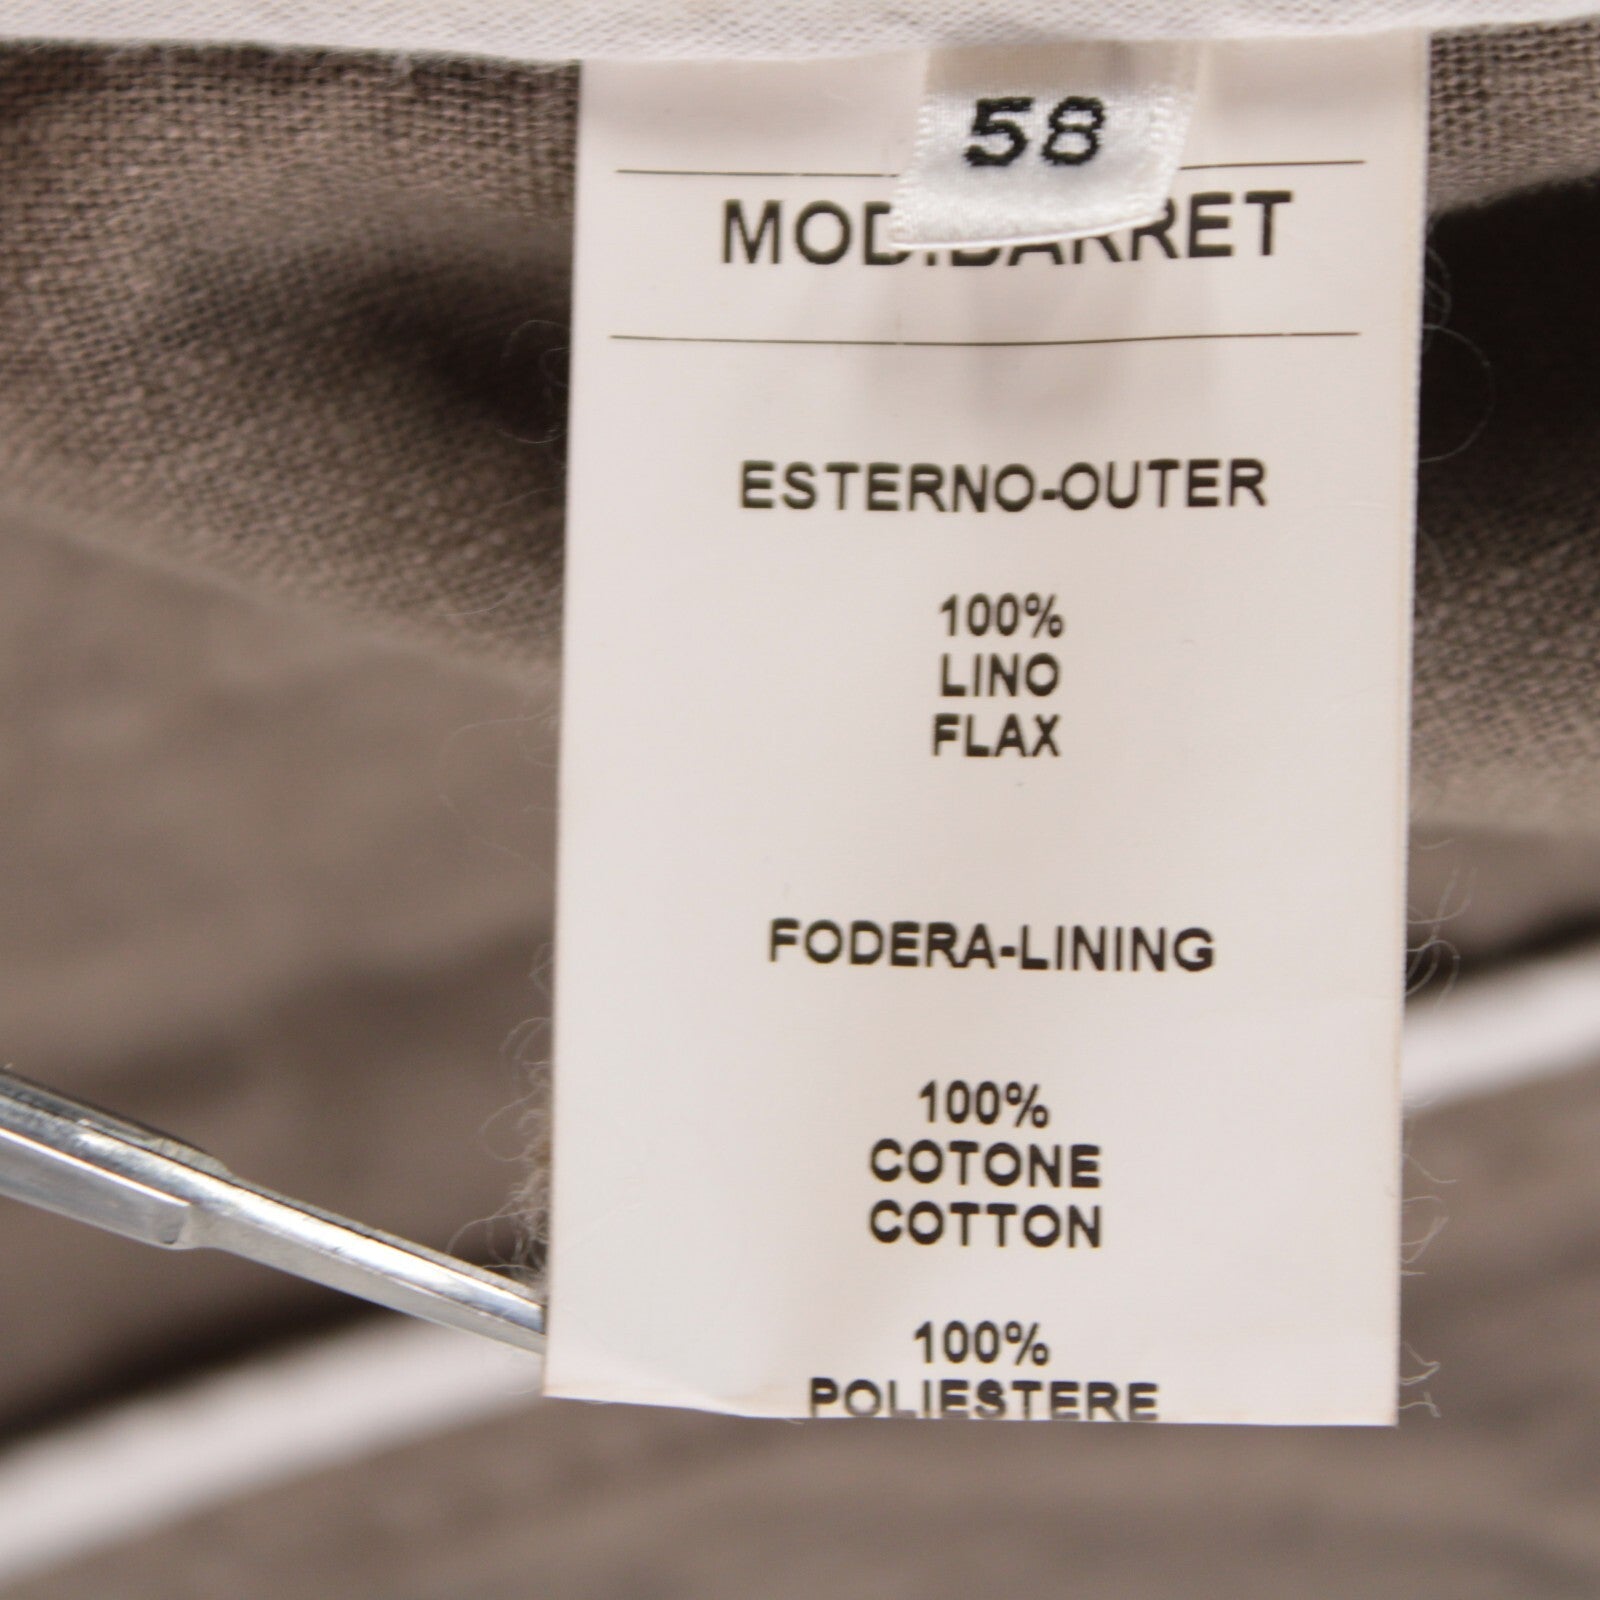 58
MOD.BARRET
ESTERNO-OUTER
100%
LINO
FLAX
FODERA-LINING
100%
COTONE
COTTON
100%
POLIESTERE